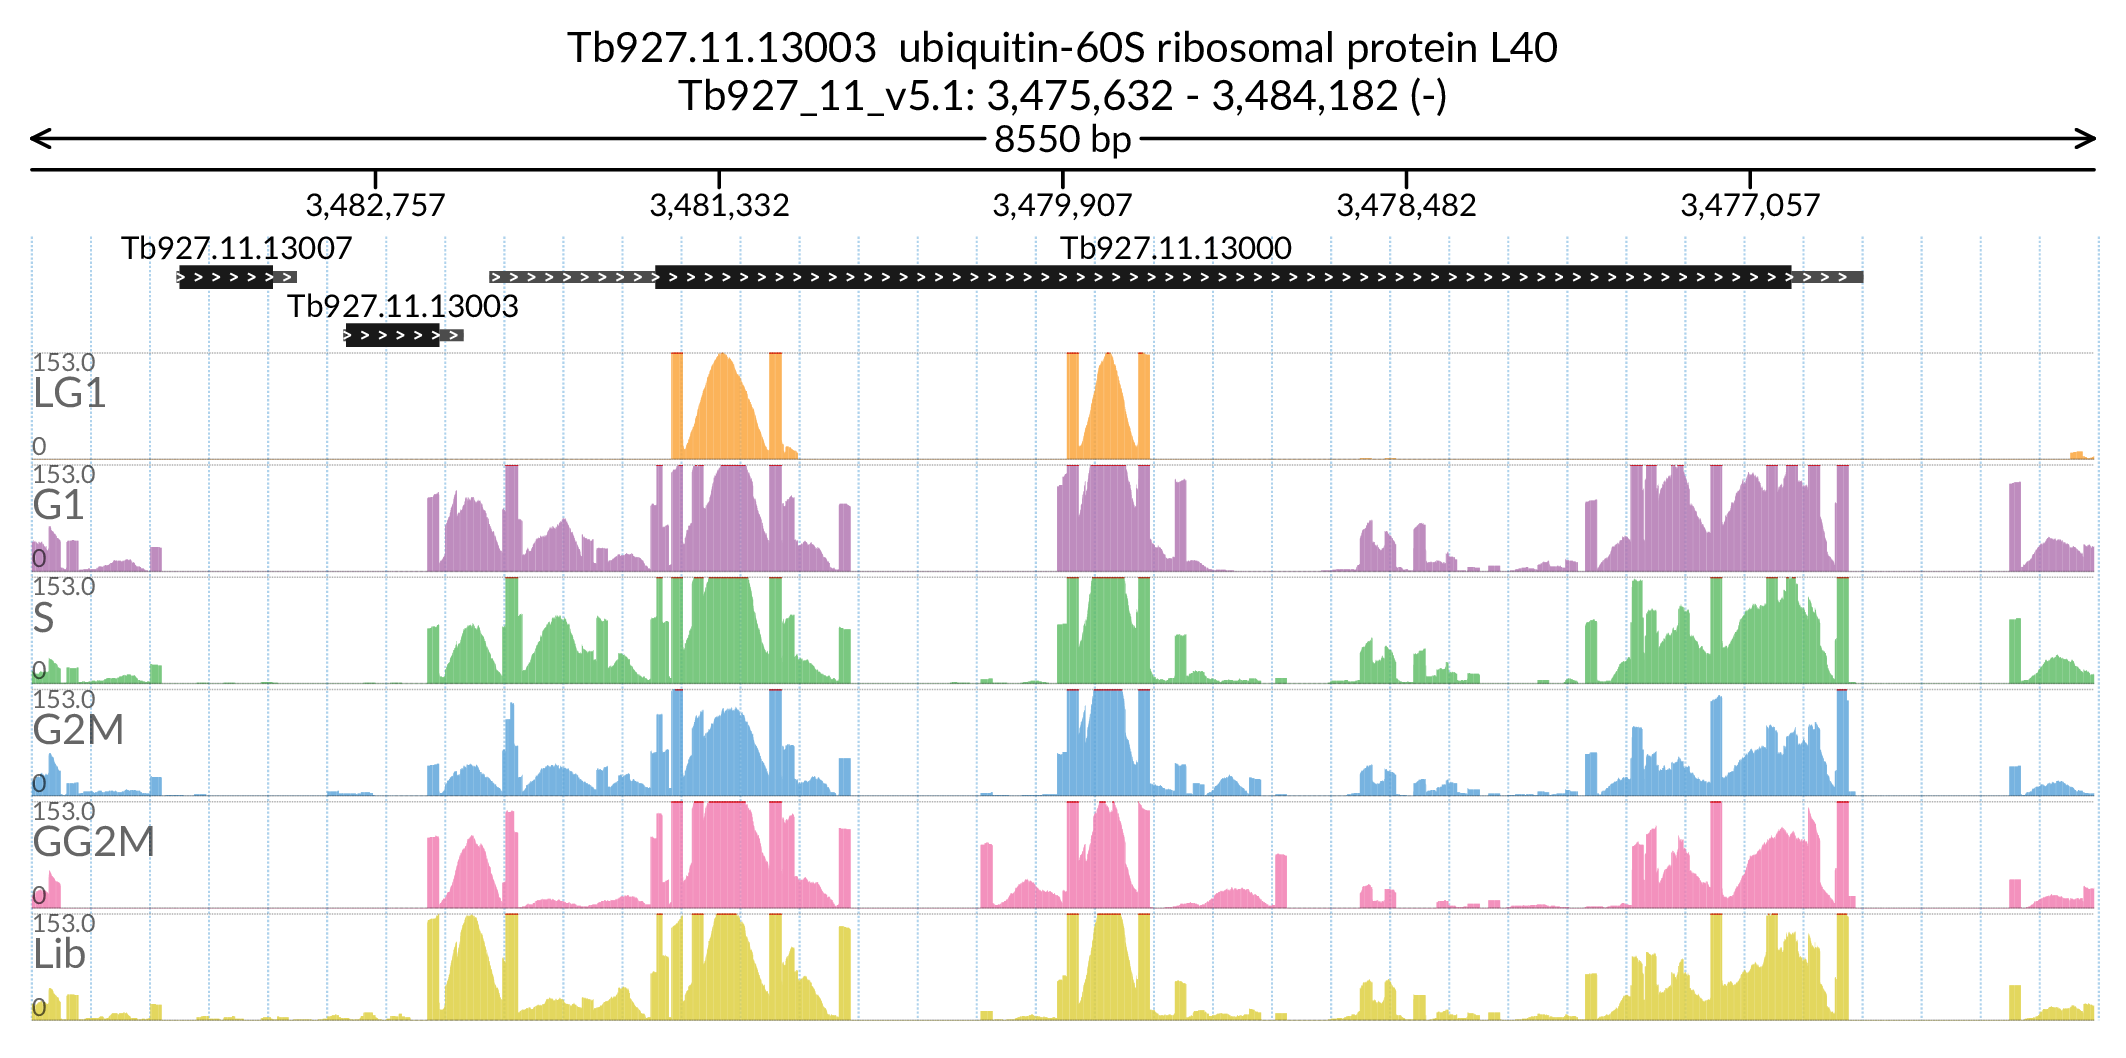 Tb927.11.13003  ubiquitin-60S ribosomal protein L40
Tb927_11_v5.1: 3,475,632 - 3,484,182 (-)
8550 bp
3,482,757 3,481,332 3,479,907 3,478,482 3,477,057
Tb927.11.13007 Tb927.11.13000
Tb927.11.13003
153.0
LG1
0
153.0
G1
0
153.0
S
0
153.0
G2M
0
153.0
GG2M
0
153.0
Lib
0